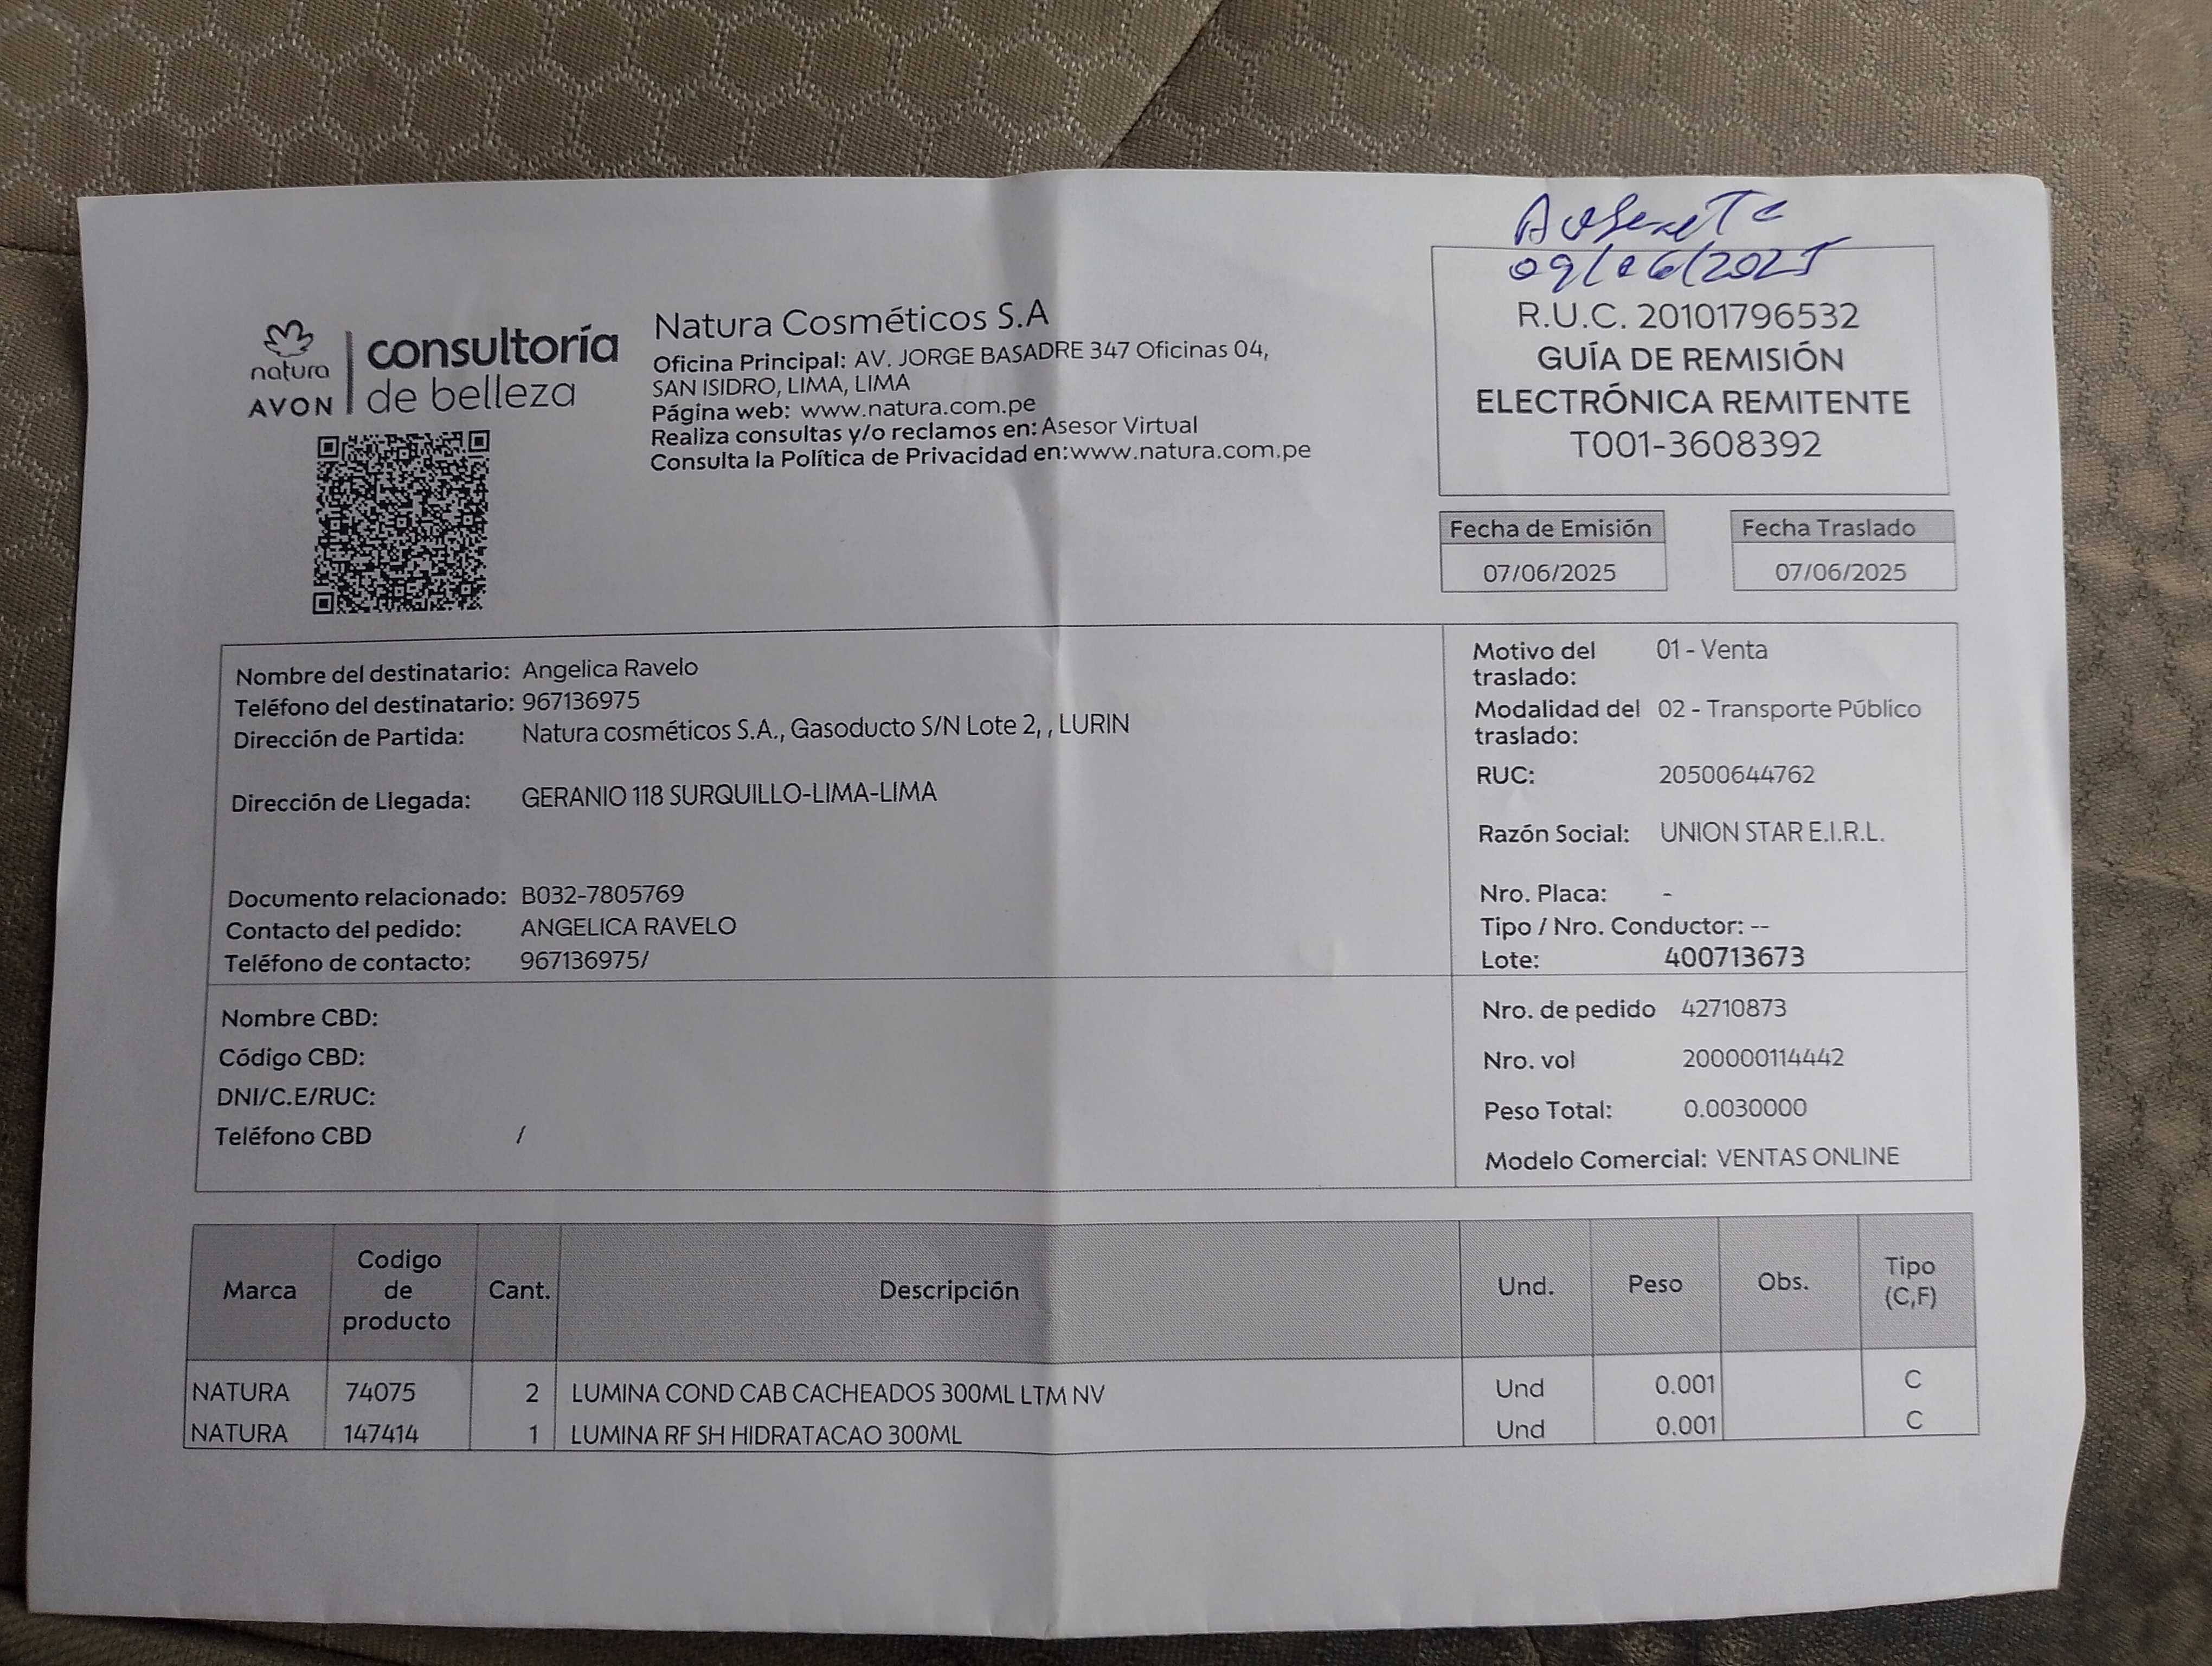 Ausente
09/06/2025
natura
AVON
consultoría
de belleza
Natura Cosméticos S.A
Oficina Principal: AV. JORGE BASADRE 347 Oficinas 04,
SAN ISIDRO, LIMA, LIMA
Página web: www.natura.com.pe
Realiza consultas y/o reclamos en: Asesor Virtual
Consulta la Política de Privacidad en:www.natura.com.pe
R.U.C. 20101796532
GUÍA DE REMISIÓN
ELECTRÓNICA REMITENTE
T001-3608392
Fecha de Emisión
07/06/2025
Fecha Traslado
07/06/2025
Nombre del destinatario: Angelica Ravelo
Teléfono del destinatario: 967136975
Dirección de Partida: Natura cosméticos S.A., Gasoducto S/N Lote 2, , LURIN
Dirección de Llegada: GERANIO 118 SURQUILLO-LIMA-LIMA
Documento relacionado: B032-7805769
Contacto del pedido: ANGELICA RAVELO
Teléfono de contacto: 967136975/
Motivo del 01 - Venta
traslado:
Modalidad del 02 - Transporte Público
traslado:
RUC: 20500644762
Razón Social: UNION STAR E.I.R.L.
Nro. Placa: -
Tipo / Nro. Conductor: --
Lote: 400713673
Nombre CBD:
Código CBD:
DNI/C.E/RUC:
Teléfono CBD /
Nro. de pedido 42710873
Nro. vol 200000114442
Peso Total: 0.0030000
Modelo Comercial: VENTAS ONLINE
Marca Codigo de producto Cant. Descripción Und. Peso Obs. Tipo (C,F)
NATURA 74075 2 LUMINA COND CAB CACHEADOS 300ML LTM NV Und 0.001 C
NATURA 147414 1 LUMINA RF SH HIDRATACAO 300ML Und 0.001 C